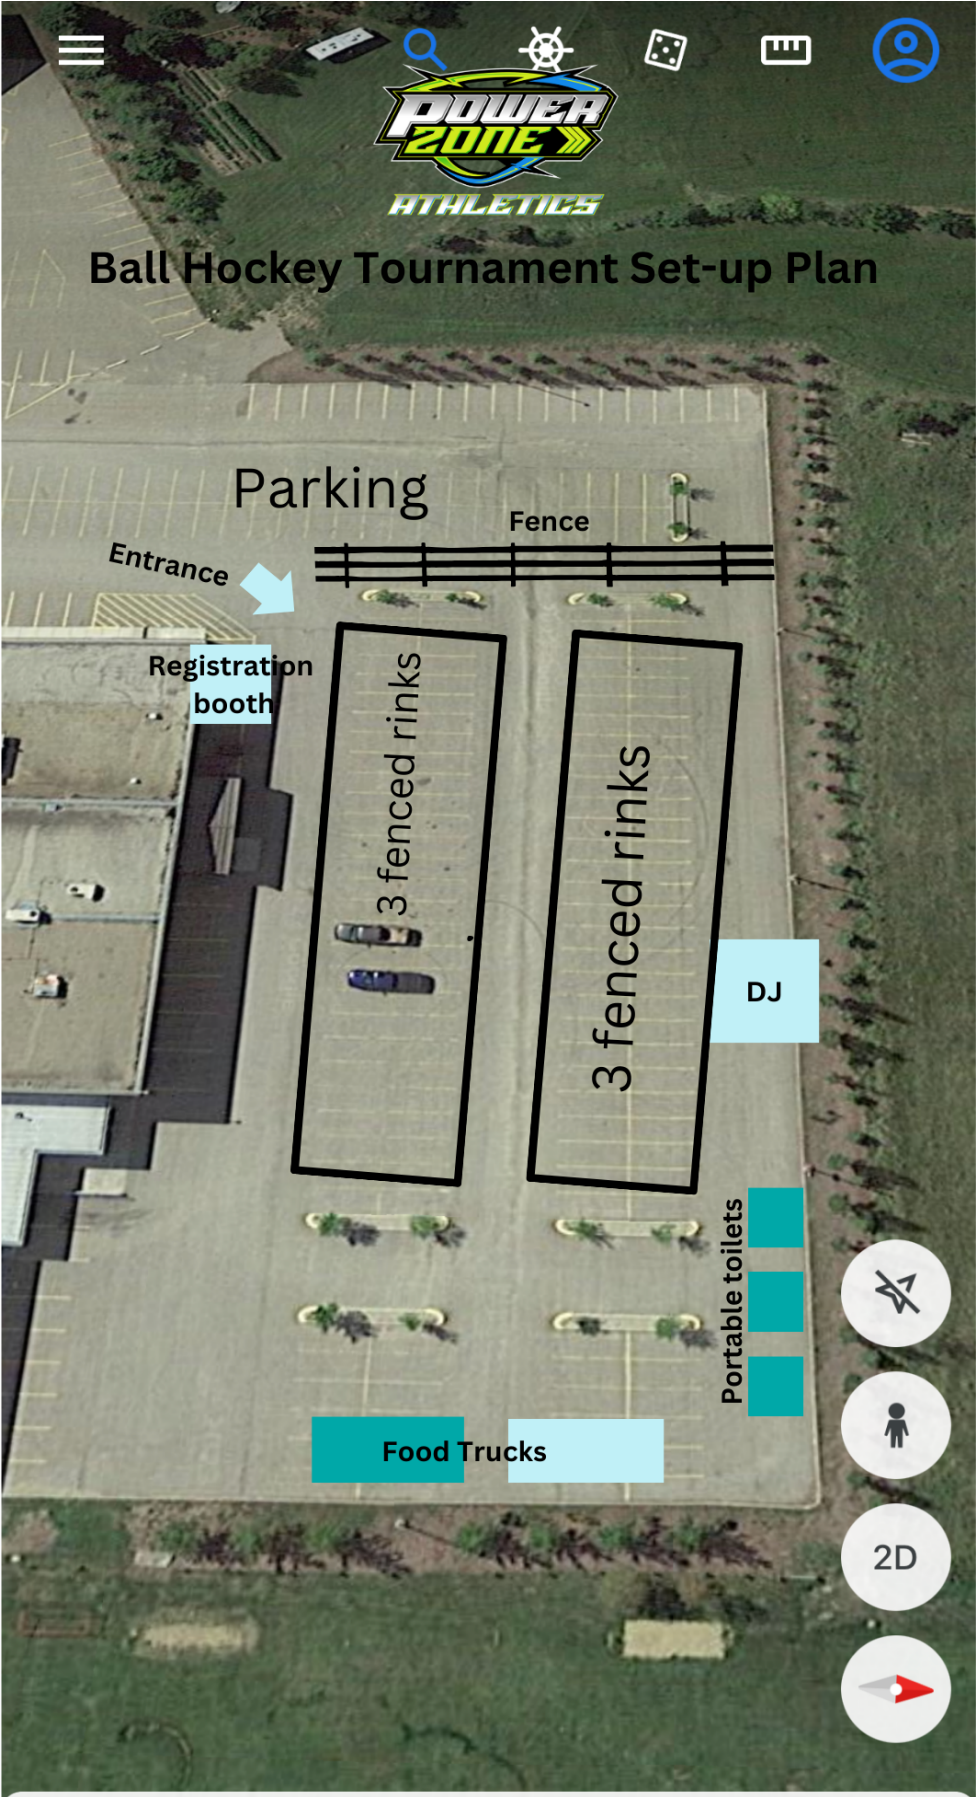 POWER
ZONE
ATHLETICS
Ball Hockey Tournament Set-up Plan
Parking
Fence
Entrance
Registration
booth
3 fenced rinks
3 fenced rinks
DJ
Portable toilets
Food Trucks
2D